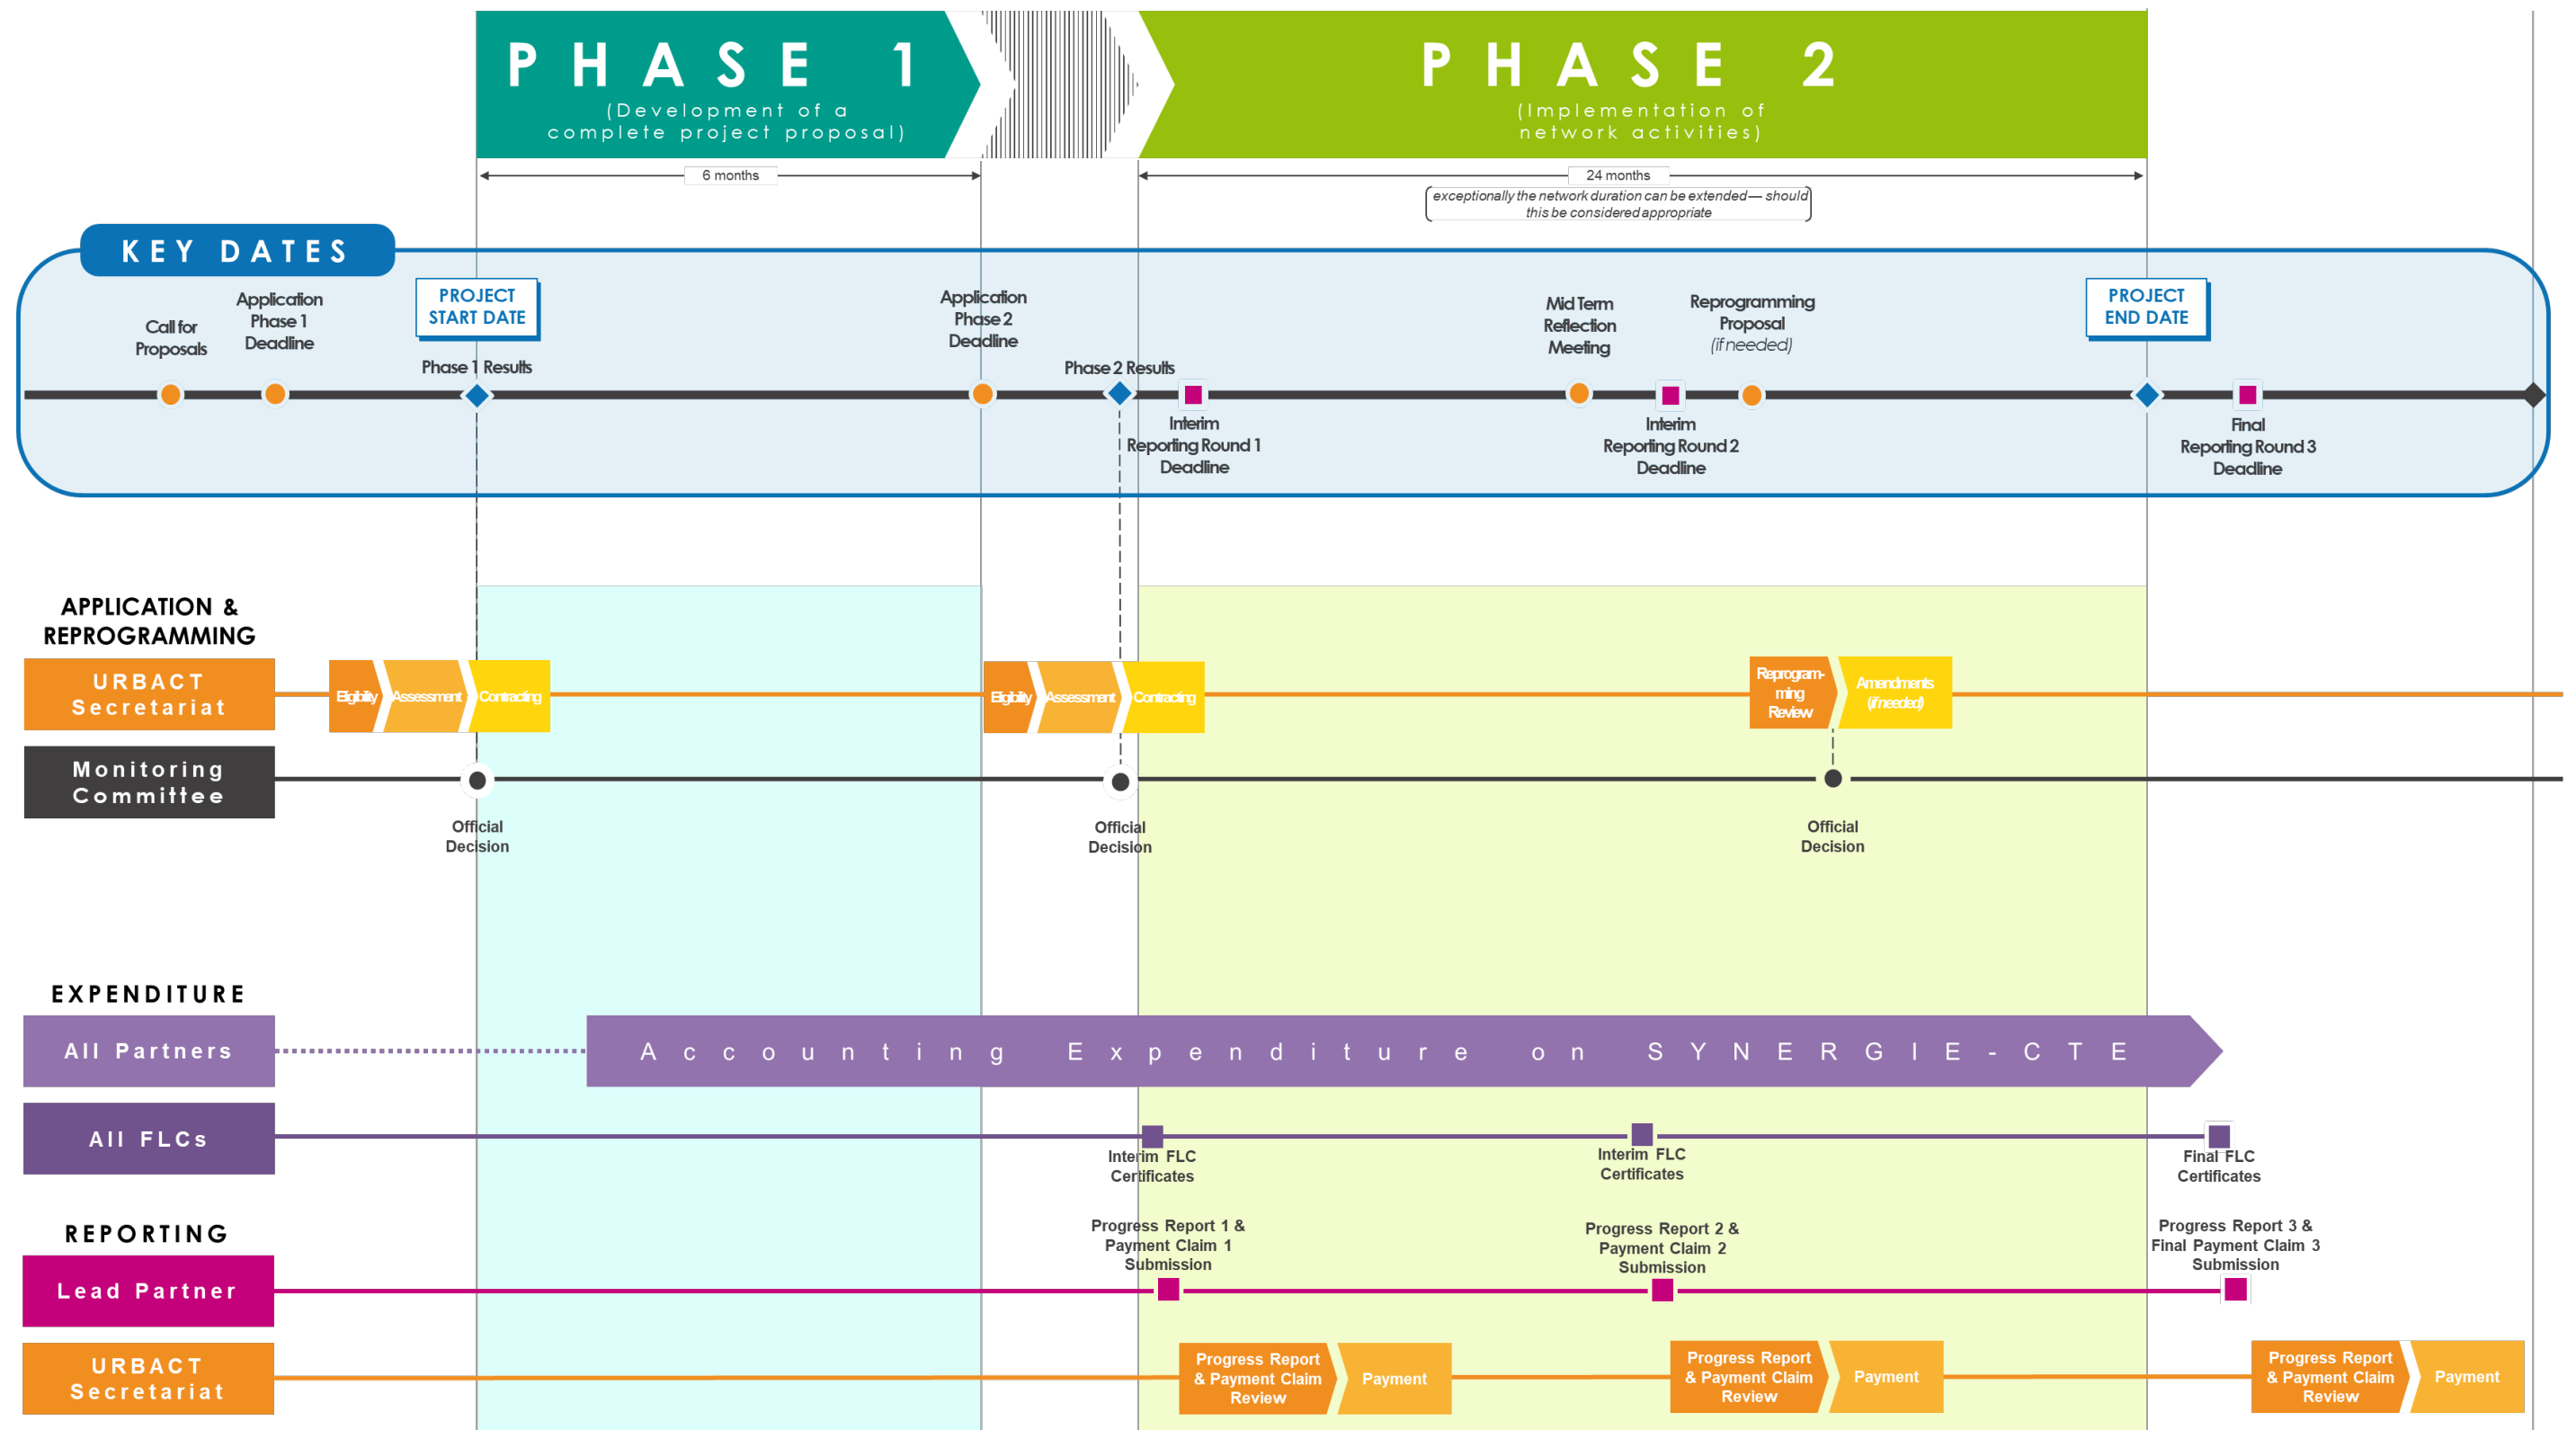 PHASE 1
(Development of a
complete project proposal)
PHASE 2
(Implementation of
network activities)
6 months
24 months
exceptionally the network duration can be extended— should
this be considered appropriate
KEY DATES
Call for
Proposals
Application
Phase 1
Deadline
PROJECT
START DATE
Phase 1 Results
Application
Phase 2
Deadline
Phase 2 Results
Interim
Reporting Round 1
Deadline
Mid Term
Reflection
Meeting
Interim
Reporting Round 2
Deadline
Reprogramming
Proposal
(if needed)
PROJECT
END DATE
Final
Reporting Round 3
Deadline
APPLICATION &
REPROGRAMMING
URBACT
Secretariat
Eligibility
Assessment
Contracting
Eligibility
Assessment
Contracting
Reprogram-
ming
Review
Amendments
(if needed)
Monitoring
Committee
Official
Decision
Official
Decision
Official
Decision
EXPENDITURE
All Partners
Accounting Expenditure on SYNERGIE-CTE
All FLCs
Interim FLC
Certificates
Interim FLC
Certificates
Final FLC
Certificates
REPORTING
Lead Partner
Progress Report 1 &
Payment Claim 1
Submission
Progress Report 2 &
Payment Claim 2
Submission
Progress Report 3 &
Final Payment Claim 3
Submission
URBACT
Secretariat
Progress Report
& Payment Claim
Review
Payment
Progress Report
& Payment Claim
Review
Payment
Progress Report
& Payment Claim
Review
Payment